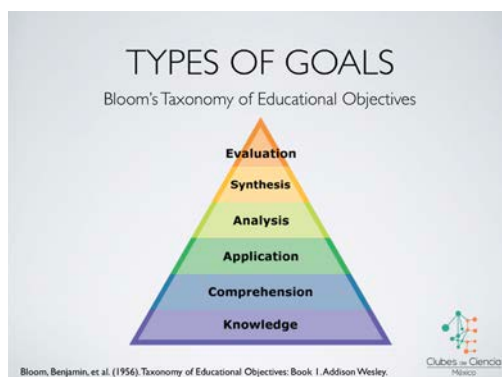 TYPES OF GOALS
Bloom's Taxonomy of Educational Objectives
Evaluation
Synthesis
Analysis
Application
Comprehension
Knowledge
Clubes de Ciencia
México
Bloom, Benjamin, et al. (1956). Taxonomy of Educational Objectives: Book 1. Addison Wesley.